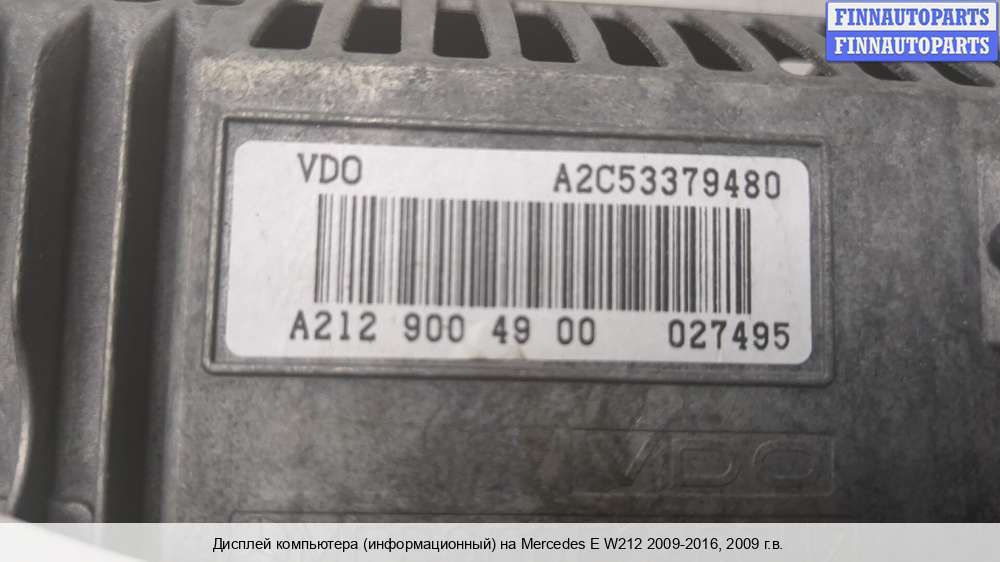 FINNAUTOPARTS
FINNAUTOPARTS
VDO A2C53379480
A212 900 49 00 027495
VDO
Дисплей компьютера (информационный) на Mercedes E W212 2009-2016, 2009 г.в.